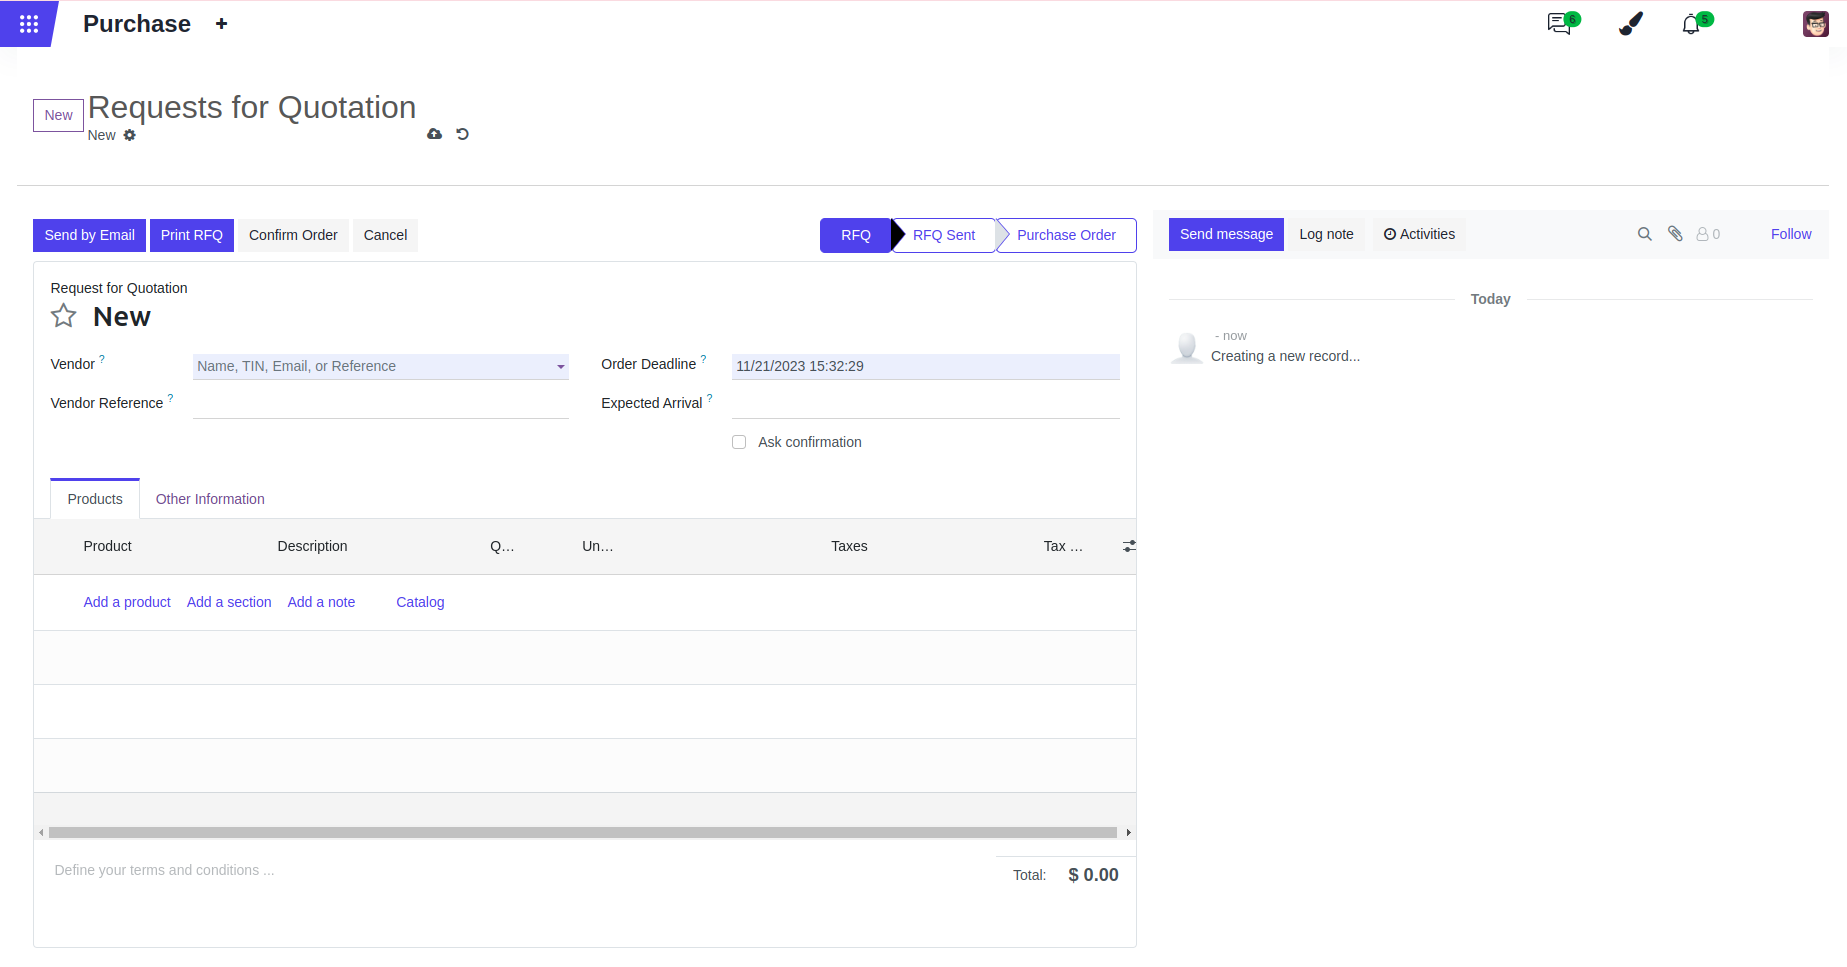 Purchase +
6
5
New
Requests for Quotation
New
Send by Email
Print RFQ
Confirm Order
Cancel
RFQ
RFQ Sent
Purchase Order
Send message
Log note
Activities
0
Follow
Request for Quotation
New
Vendor ?
Name, TIN, Email, or Reference
Order Deadline ?
11/21/2023 15:32:29
Vendor Reference ?
Expected Arrival ?
Ask confirmation
Today
- now
Creating a new record...
Products
Other Information
Product
Description
Q...
Un...
Taxes
Tax ...
Add a product
Add a section
Add a note
Catalog
Define your terms and conditions ...
Total:
$ 0.00